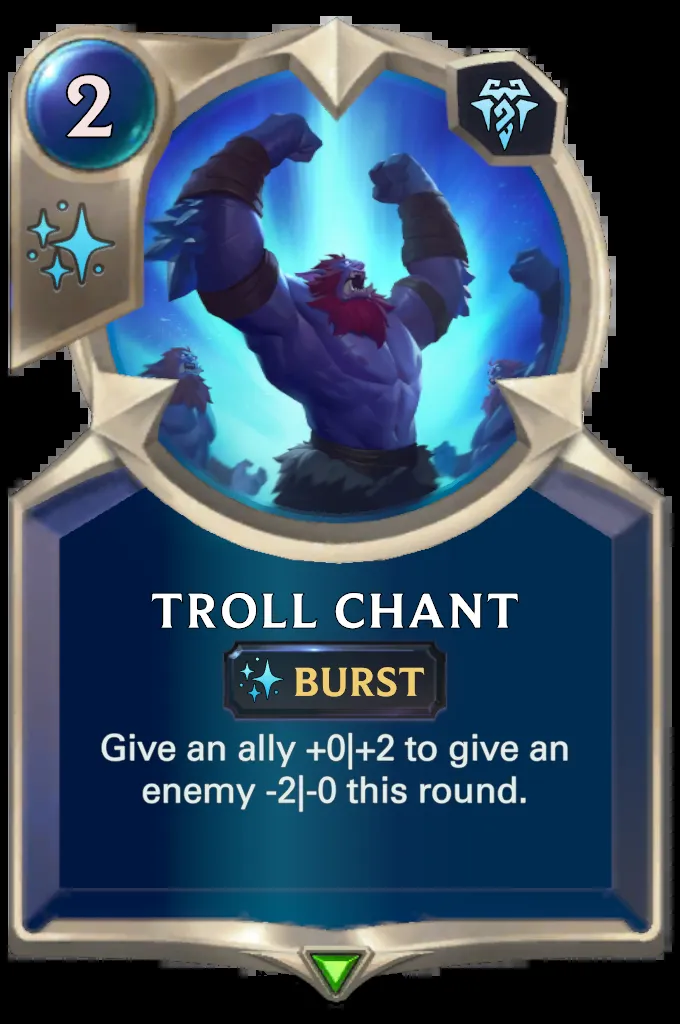 2
TROLL CHANT
BURST
Give an ally +0|+2 to give an
enemy -2|-0 this round.